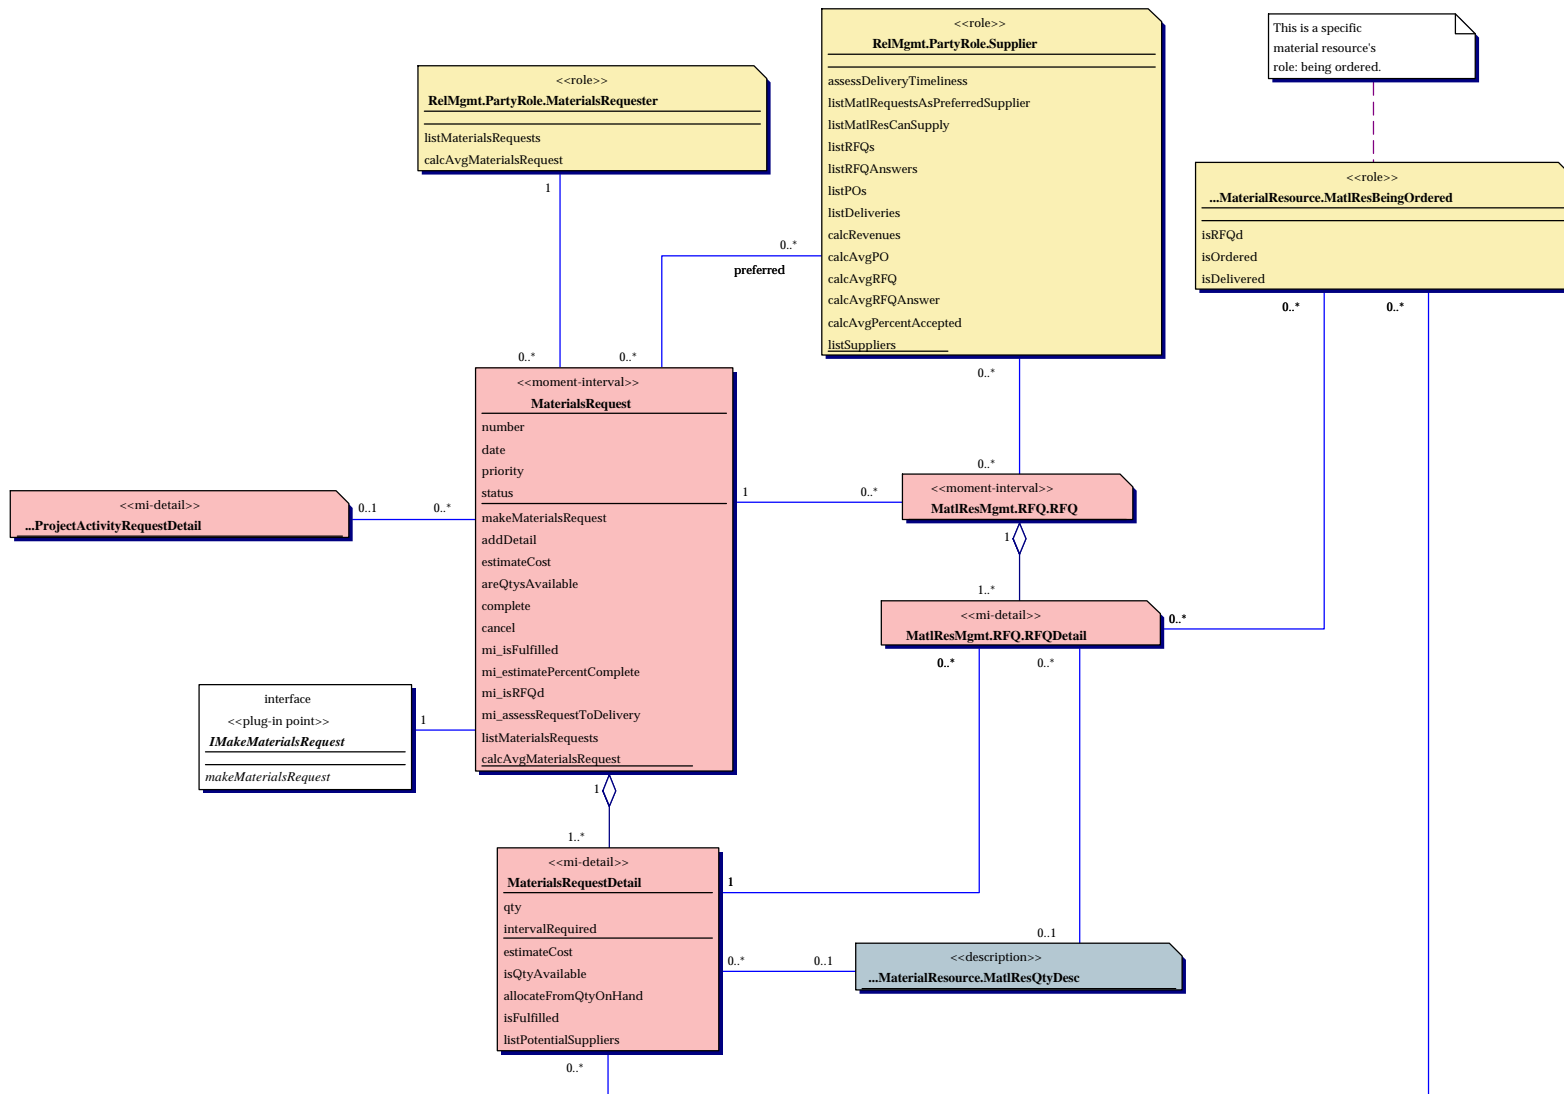 <<role>>
RelMgmt.PartyRole.Supplier
assessDeliveryTimeliness
listMatlRequestsAsPreferredSupplier
listMatlResCanSupply
listRFQs
listRFQAnswers
listPOs
listDeliveries
calcRevenues
calcAvgPO
calcAvgRFQ
calcAvgRFQAnswer
calcAvgPercentAccepted
listSuppliers
This is a specific
material resource's
role: being ordered.
<<role>>
RelMgmt.PartyRole.MaterialsRequester
listMaterialsRequests
calcAvgMaterialsRequest
<<role>>
...MaterialResource.MatlResBeingOrdered
isRFQd
isOrdered
isDelivered
1
0..*
preferred
0..*
0..*
0..*
0..*
0..*
<<moment-interval>>
MaterialsRequest
number
date
priority
status
makeMaterialsRequest
addDetail
estimateCost
areQtysAvailable
complete
cancel
mi_isFulfilled
mi_estimatePercentComplete
mi_isRFQd
mi_assessRequestToDelivery
listMaterialsRequests
calcAvgMaterialsRequest
0..*
1
0..*
<<moment-interval>>
MatlResMgmt.RFQ.RFQ
<<mi-detail>>
...ProjectActivityRequestDetail
0..1
0..*
1
1..*
<<mi-detail>>
MatlResMgmt.RFQ.RFQDetail
0..*
0..*
0..*
interface
<<plug-in point>>
IMakeMaterialsRequest
makeMaterialsRequest
1
1
1..*
<<mi-detail>>
MaterialsRequestDetail
qty
intervalRequired
estimateCost
isQtyAvailable
allocateFromQtyOnHand
isFulfilled
listPotentialSuppliers
1
0..1
0..*
0..1
<<description>>
...MaterialResource.MatlResQtyDesc
0..*